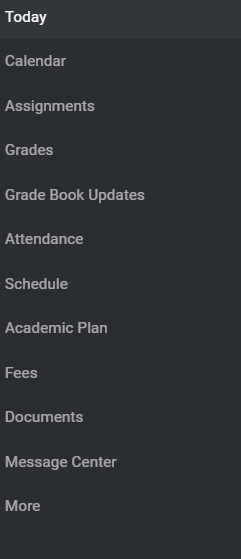 Today
Calendar
Assignments
Grades
Grade Book Updates
Attendance
Schedule
Academic Plan
Fees
Documents
Message Center
More